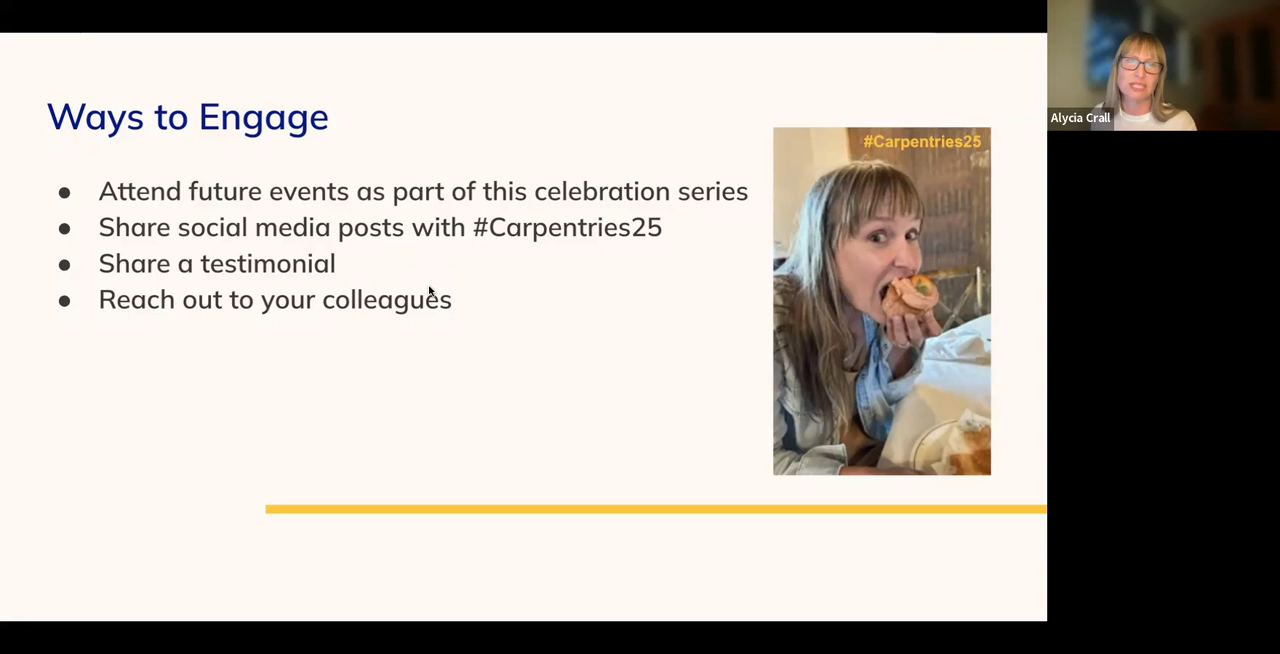 Ways to Engage
● Attend future events as part of this celebration series
● Share social media posts with #Carpentries25
● Share a testimonial
● Reach out to your colleagues
#Carpentries25
Alycia Crall